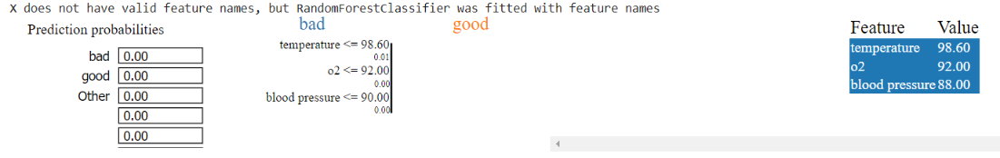 X does not have valid feature names, but RandomForestClassifier was fitted with feature names
Prediction probabilities
bad 0.00
good 0.00
Other 0.00
0.00
0.00
bad good
temperature <= 98.60
0.01
o2 <= 92.00
0.00
blood pressure <= 90.00
0.00
Feature Value
temperature 98.60
o2 92.00
blood pressure 88.00